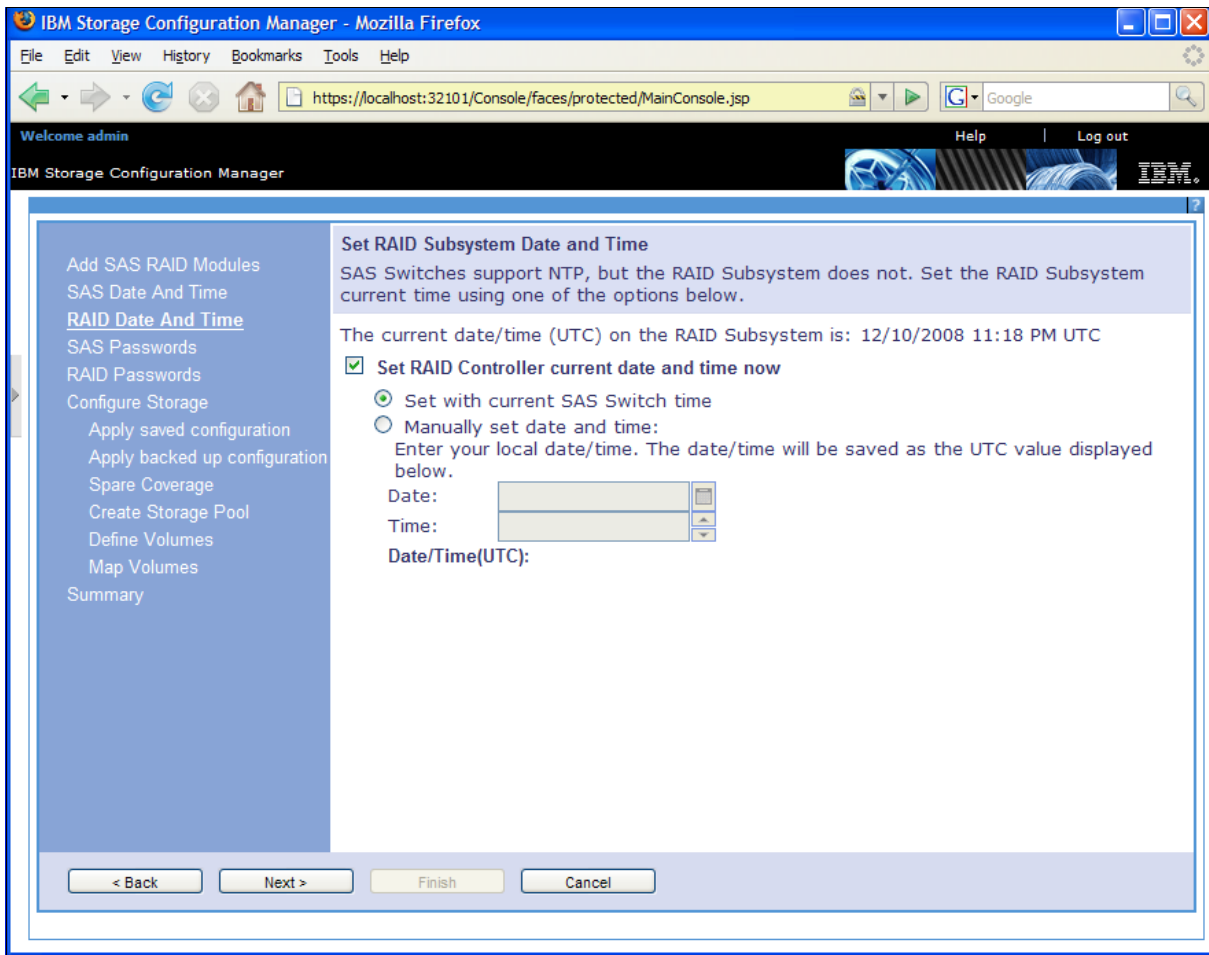 IBM Storage Configuration Manager - Mozilla Firefox
File Edit View History Bookmarks Tools Help
https://localhost:32101/Console/faces/protected/MainConsole.jsp
G Google
Welcome admin
Help | Log out
IBM Storage Configuration Manager
IBM.
?
Add SAS RAID Modules
SAS Date And Time
RAID Date And Time
SAS Passwords
RAID Passwords
Configure Storage
Apply saved configuration
Apply backed up configuration
Spare Coverage
Create Storage Pool
Define Volumes
Map Volumes
Summary
Set RAID Subsystem Date and Time
SAS Switches support NTP, but the RAID Subsystem does not. Set the RAID Subsystem
current time using one of the options below.
The current date/time (UTC) on the RAID Subsystem is: 12/10/2008 11:18 PM UTC
Set RAID Controller current date and time now
Set with current SAS Switch time
Manually set date and time:
Enter your local date/time. The date/time will be saved as the UTC value displayed
below.
Date:
Time:
Date/Time(UTC):
< Back
Next >
Finish
Cancel